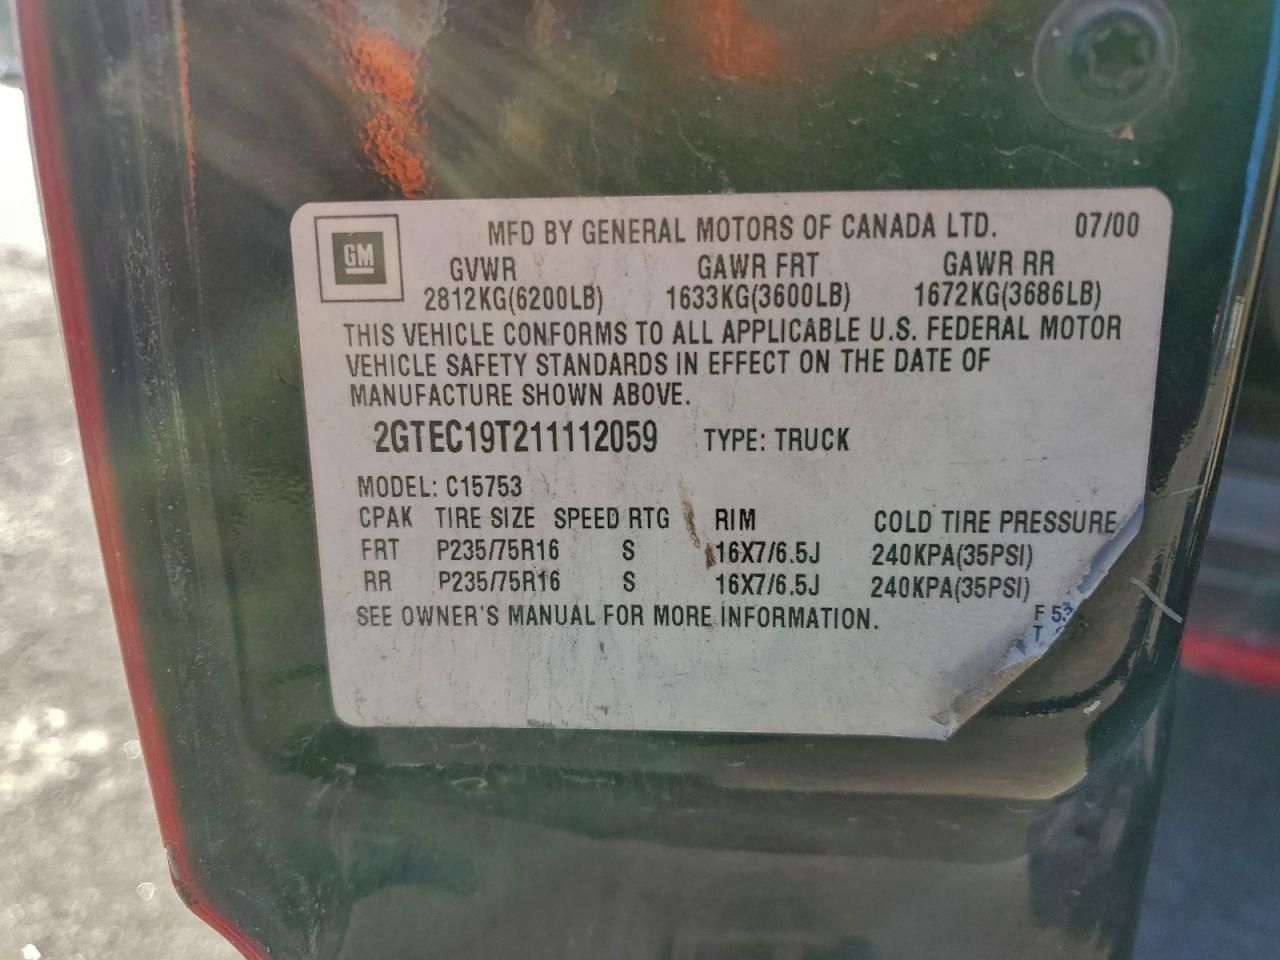 GM
MFD BY GENERAL MOTORS OF CANADA LTD. 07/00
GVWR GAWR FRT GAWR RR
2812KG(6200LB) 1633KG(3600LB) 1672KG(3686LB)
THIS VEHICLE CONFORMS TO ALL APPLICABLE U.S. FEDERAL MOTOR
VEHICLE SAFETY STANDARDS IN EFFECT ON THE DATE OF
MANUFACTURE SHOWN ABOVE.
2GTEC19T211112059 TYPE: TRUCK
MODEL: C15753
CPAK TIRE SIZE SPEED RTG RIM COLD TIRE PRESSURE
FRT P235/75R16 S 16X7/6.5J 240KPA(35PSI)
RR P235/75R16 S 16X7/6.5J 240KPA(35PSI)
SEE OWNER'S MANUAL FOR MORE INFORMATION.
F
T